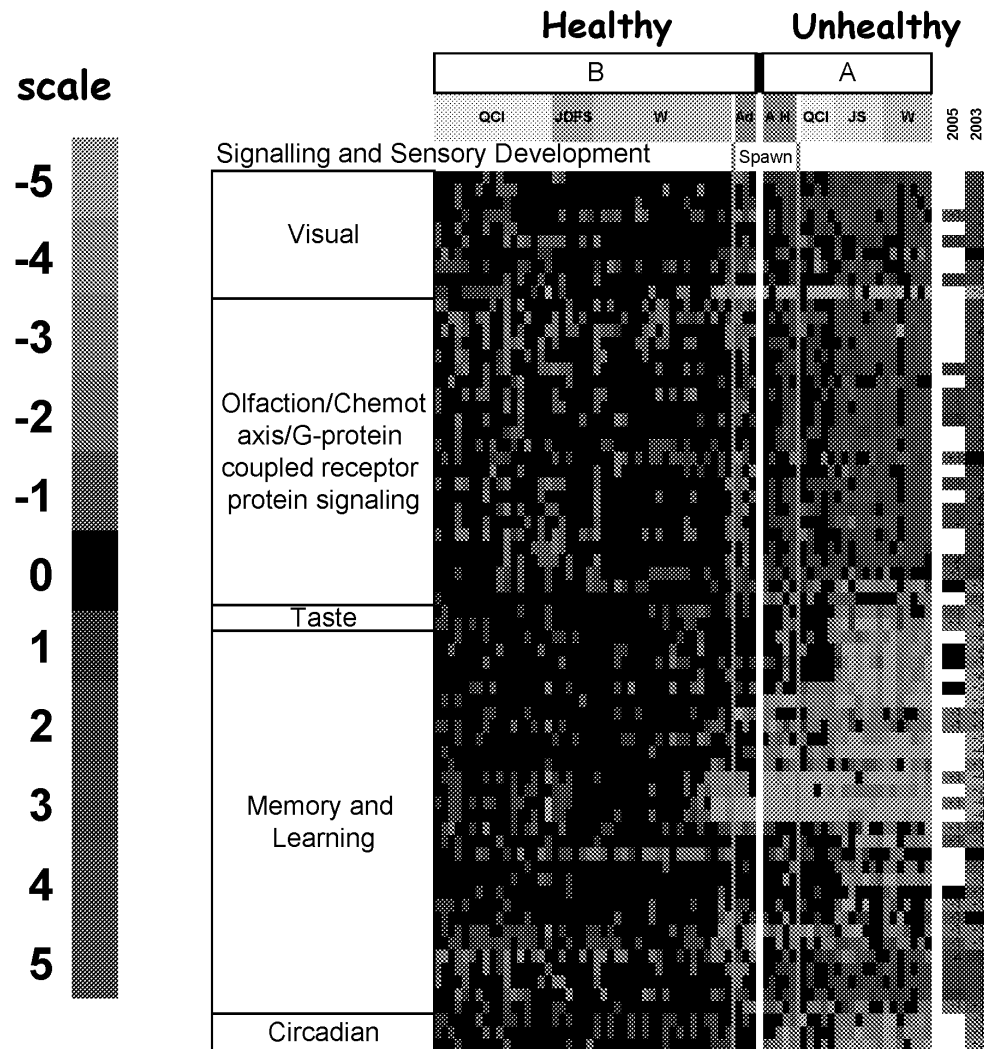 Healthy Unhealthy
B A
scale
QCI JDFS W Ad A H QCI JS W 2005 2003
Signalling and Sensory Development Spawn
-5
-4
-3
-2
-1
0
1
2
3
4
5
Visual
Olfaction/Chemot
axis/G-protein
coupled receptor
protein signaling
Taste
Memory and
Learning
Circadian